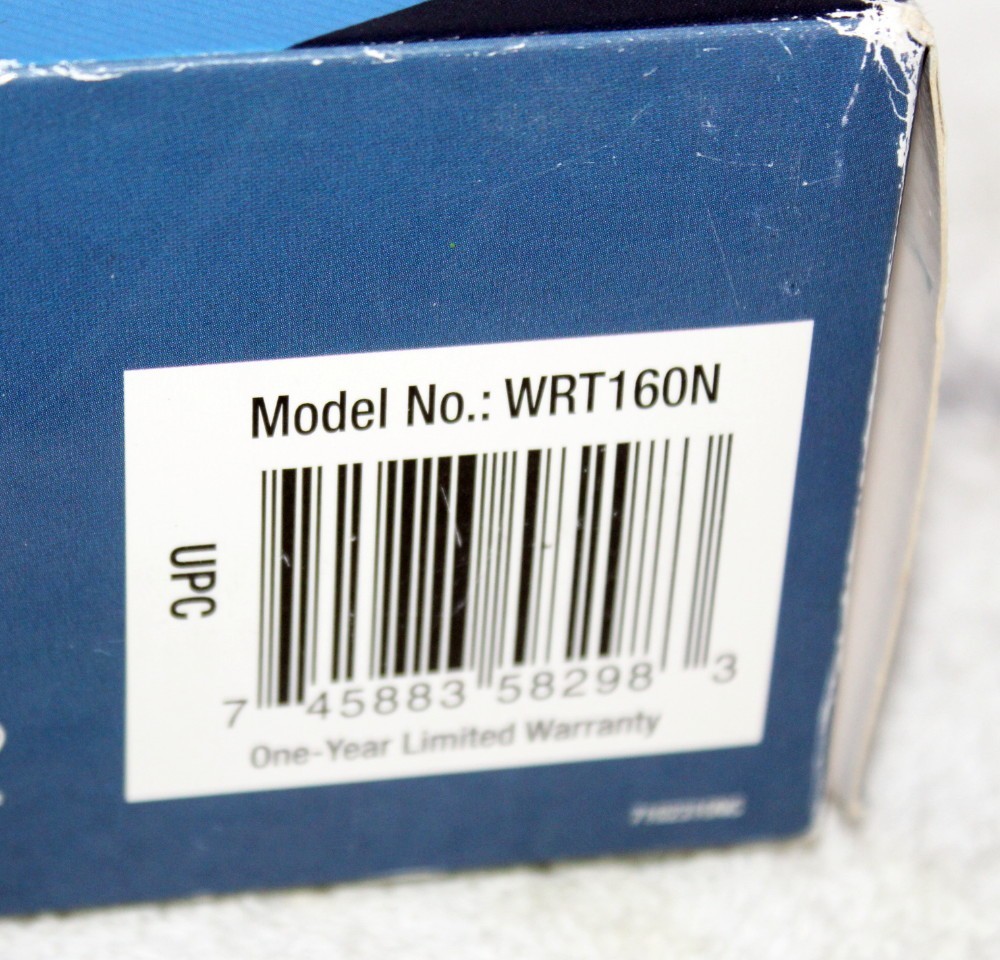 Model No.: WRT160N
UPC
7 45883 58298 3
One-Year Limited Warranty